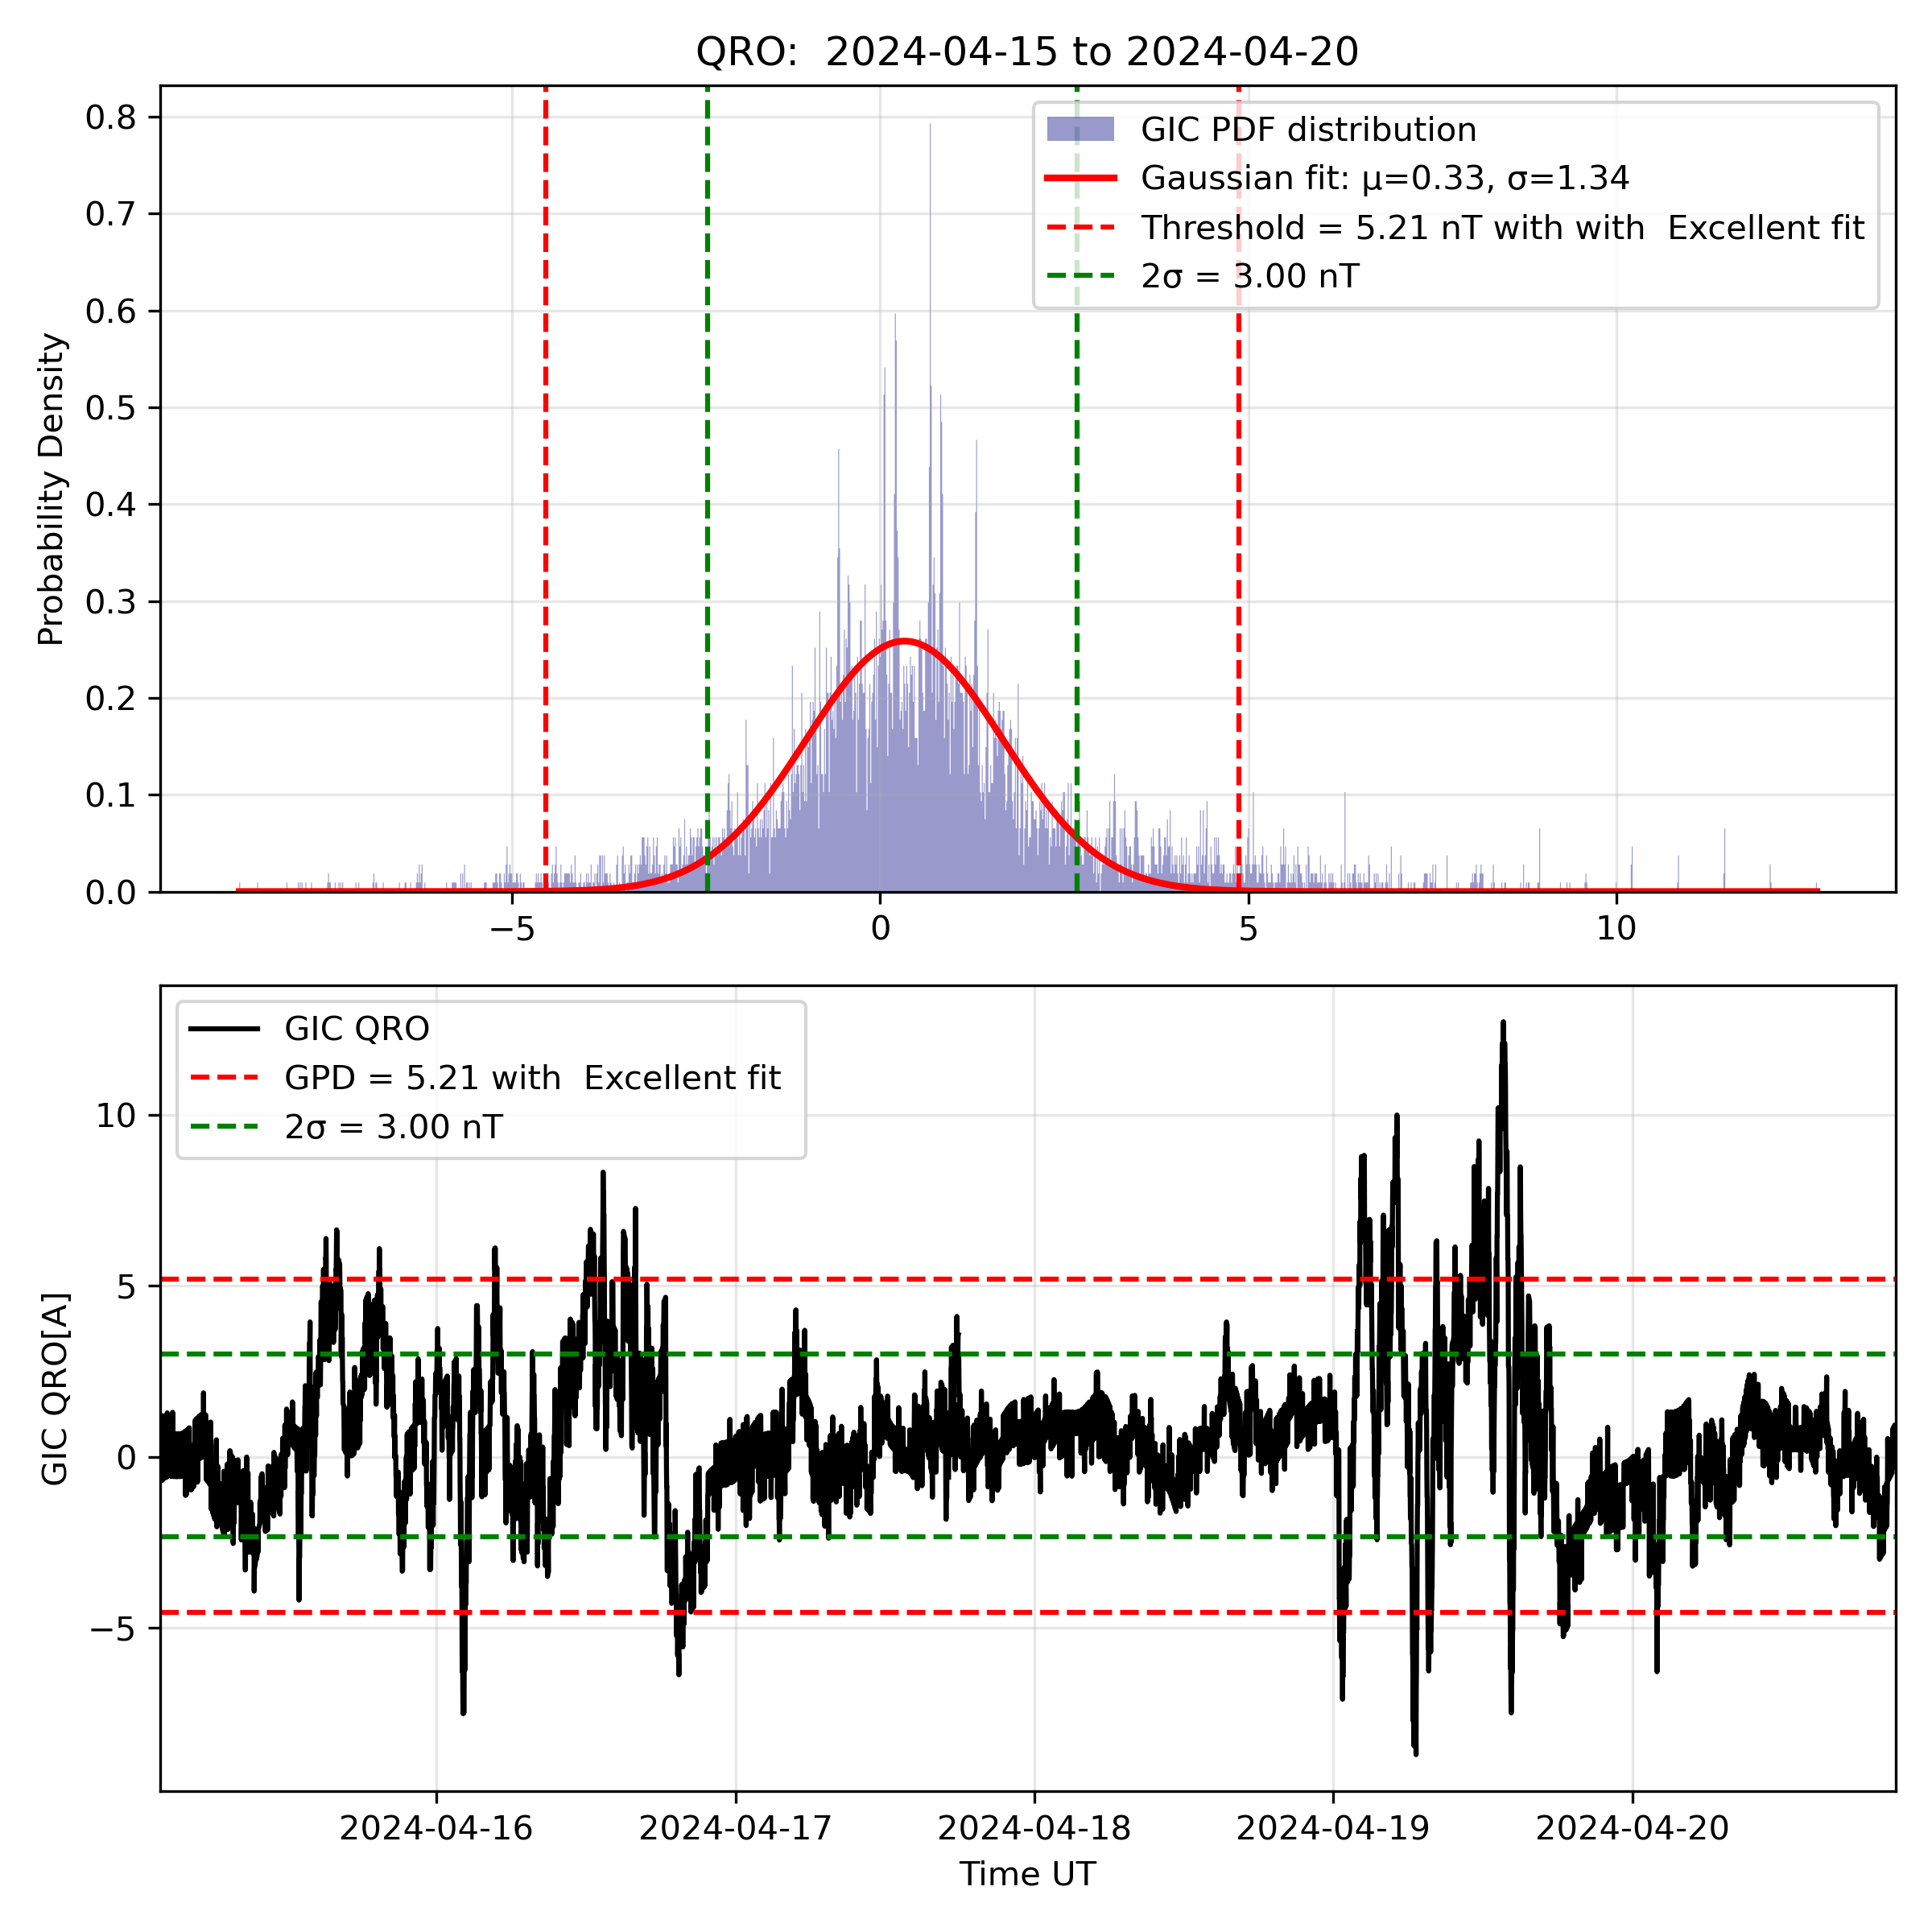 QRO:  2024-04-15 to 2024-04-20
Probability Density
0.8
0.7
0.6
0.5
0.4
0.3
0.2
0.1
0.0
GIC PDF distribution
Gaussian fit: μ=0.33, σ=1.34
Threshold = 5.21 nT with with  Excellent fit
2σ = 3.00 nT
−5
0
5
10
GIC QRO[A]
10
5
0
−5
GIC QRO
GPD = 5.21 with  Excellent fit
2σ = 3.00 nT
2024-04-16
2024-04-17
2024-04-18
2024-04-19
2024-04-20
Time UT